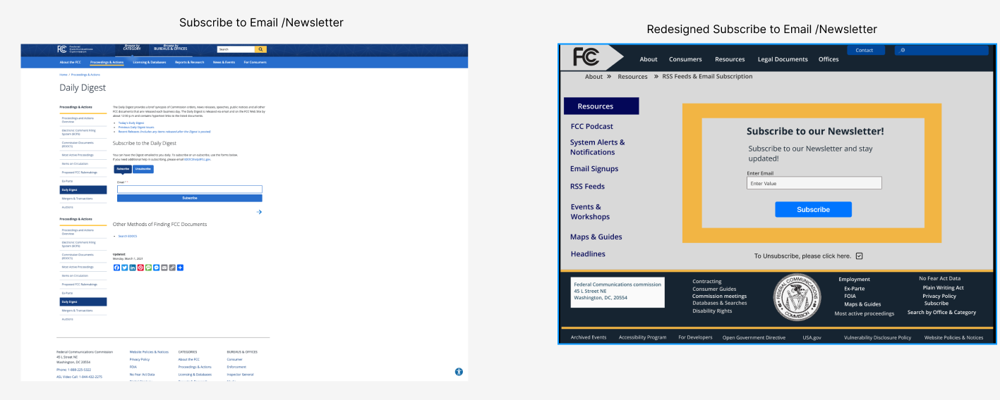 Subscribe to Email /Newsletter
FCC Federal
Communications
Commission
Browse by
CATEGORY
Browse by
BUREAUS & OFFICES
Search
About the FCC Proceedings & Actions Licensing & Databases Reports & Research News & Events For Consumers
Home / Proceedings & Actions
Daily Digest
Proceedings & Actions
Proceedings and Actions
Overview
Electronic Comment Filing
System (ECFS)
Commission Documents
(EDOCS)
Most Active Proceedings
Items on Circulation
Proposed FCC Rulemakings
Ex-Parte
Daily Digest
Mergers & Transactions
Auctions
Proceedings & Actions
Proceedings and Actions
Overview
Electronic Comment Filing
System (ECFS)
Commission Documents
(EDOCS)
Most Active Proceedings
Items on Circulation
Proposed FCC Rulemakings
Ex-Parte
Daily Digest
Mergers & Transactions
Auctions
The Daily Digest provides a brief synopsis of Commission orders, news releases, speeches, public notices and all other
FCC documents that are released each business day. The Daily Digest is released via email and on the FCC Web Site by
about 12:00 p.m and contains hypertext links to the listed documents.
Today's Daily Digest
Previous Daily Digest Issues
Recent Releases (includes any items released after the Digest is posted)
Subscribe to the Daily Digest
You can have the Digest emailed to you daily. To subscribe or un-subscribe, use the forms below.
If you need additional help in subscribing, please email EDOCSHelp@fcc.gov.
Subscribe Unsubscribe
Email *
Subscribe
Other Methods of Finding FCC Documents
Search EDOCS
Updated:
Monday, March 1, 2021
Federal Communications Commission
45 L Street NE
Washington, DC 20554
Phone: 1-888-225-5322
ASL Video Call: 1-844-432-2275
Website Policies & Notices
Privacy Policy
FOIA
No Fear Act Data
CATEGORIES
About the FCC
Proceedings & Actions
Licensing & Databases
BUREAUS & OFFICES
Consumer
Enforcement
Inspector General
Redesigned Subscribe to Email /Newsletter
FCC
About Consumers Resources Legal Documents Offices
Contact
About » Resources » RSS Feeds & Email Subscription
Resources
FCC Podcast
System Alerts &
Notifications
Email Signups
RSS Feeds
Events &
Workshops
Maps & Guides
Headlines
Subscribe to our Newsletter!
Subscribe to our Newsletter and stay
updated!
Enter Email
Enter Value
Subscribe
To Unsubscribe, please click here.
Federal Communications commission
45 L Street NE
Washington, DC, 20554
Contracting
Consumer Guides
Commission meetings
Databases & Searches
Disability Rights
FEDERAL COMMUNICATIONS COMMISSION
Employment
Ex-Parte
FOIA
Maps & Guides
Most active proceedings
No Fear Act Data
Plain Writing Act
Privacy Policy
Subscribe
Search by Office & Category
Archived Events Accessibility Program For Developers Open Government Directive USA.gov Vulnerability Disclosure Policy Website Policies & Notices